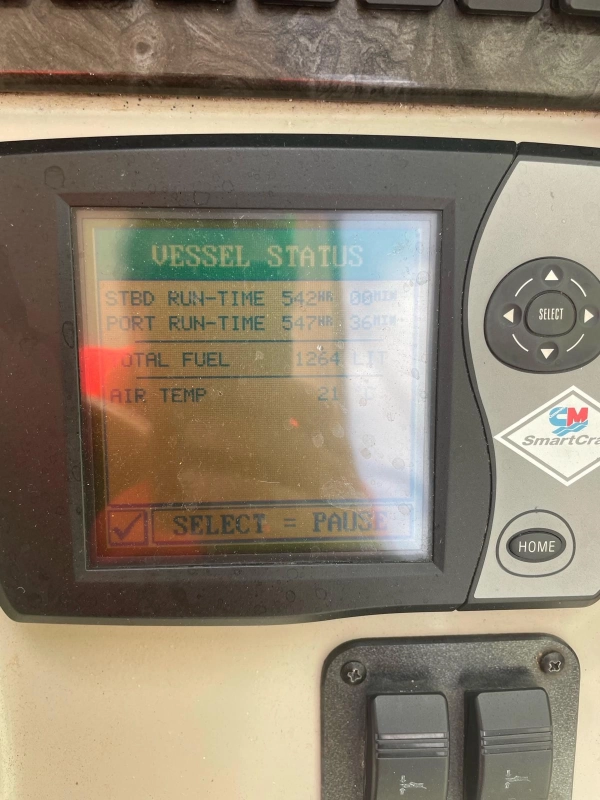 VESSEL STATUS
STBD RUN-TIME 542HR 00MIN
PORT RUN-TIME 547HR 36MIN
TOTAL FUEL 1264 LIT
AIR TEMP 21
SELECT = PAUSE
SELECT
CM
HOME